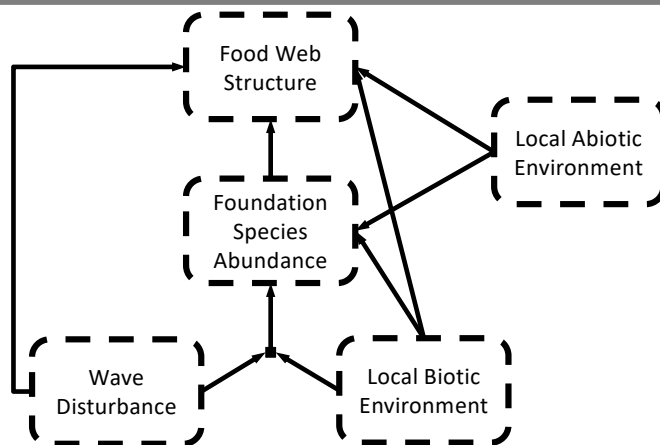 Food Web
Structure
Local Abiotic
Environment
Foundation
Species
Abundance
Wave
Disturbance
Local Biotic
Environment